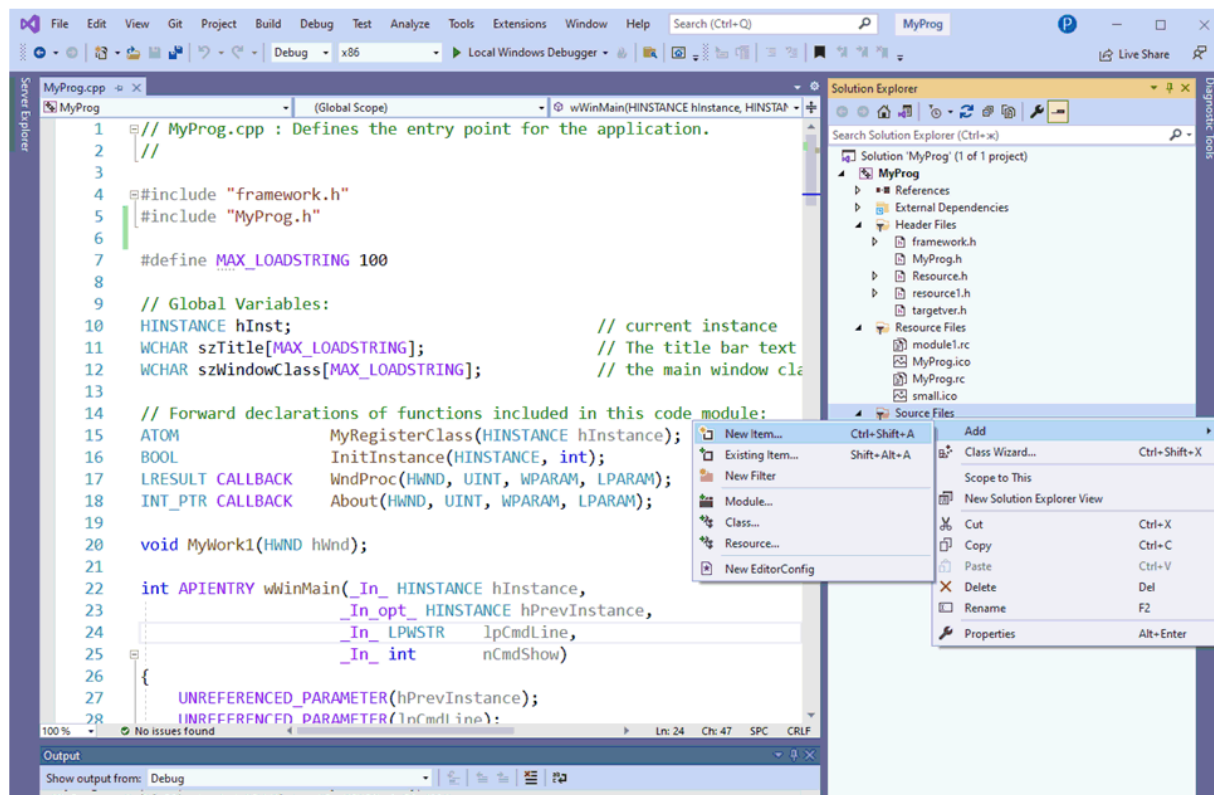 File Edit View Git Project Build Debug Test Analyze Tools Extensions Window Help Search (Ctrl+Q) MyProg P
Debug x86 Local Windows Debugger Live Share
Server Explorer
MyProg.cpp
MyProg (Global Scope) wWinMain(HINSTANCE hInstance, HINSTAN
1 // MyProg.cpp : Defines the entry point for the application.
2 //
3
4 #include "framework.h"
5 #include "MyProg.h"
6
7 #define MAX_LOADSTRING 100
8
9 // Global Variables:
10 HINSTANCE hInst; // current instance
11 WCHAR szTitle[MAX_LOADSTRING]; // The title bar text
12 WCHAR szWindowClass[MAX_LOADSTRING]; // the main window cla
13
14 // Forward declarations of functions included in this code module:
15 ATOM MyRegisterClass(HINSTANCE hInstance);
16 BOOL InitInstance(HINSTANCE, int);
17 LRESULT CALLBACK WndProc(HWND, UINT, WPARAM, LPARAM);
18 INT_PTR CALLBACK About(HWND, UINT, WPARAM, LPARAM);
19
20 void MyWork1(HWND hWnd);
21
22 int APIENTRY wWinMain(_In_ HINSTANCE hInstance,
23 _In_opt_ HINSTANCE hPrevInstance,
24 _In_ LPWSTR lpCmdLine,
25 _In_ int nCmdShow)
26 {
27 UNREFERENCED_PARAMETER(hPrevInstance);
28 UNREFERENCED_PARAMETER(lpCmdLine);
100 % No issues found Ln: 24 Ch: 47 SPC CRLF
Output
Show output from: Debug
Solution Explorer
Search Solution Explorer (Ctrl+ж)
Solution 'MyProg' (1 of 1 project)
MyProg
References
External Dependencies
Header Files
framework.h
MyProg.h
Resource.h
resource1.h
targetver.h
Resource Files
module1.rc
MyProg.ico
MyProg.rc
small.ico
Source Files
New Item... Ctrl+Shift+A
Existing Item... Shift+Alt+A
New Filter
Module...
Class...
Resource...
New EditorConfig
Add
Class Wizard... Ctrl+Shift+X
Scope to This
New Solution Explorer View
Cut Ctrl+X
Copy Ctrl+C
Paste Ctrl+V
Delete Del
Rename F2
Properties Alt+Enter
Diagnostic Tools